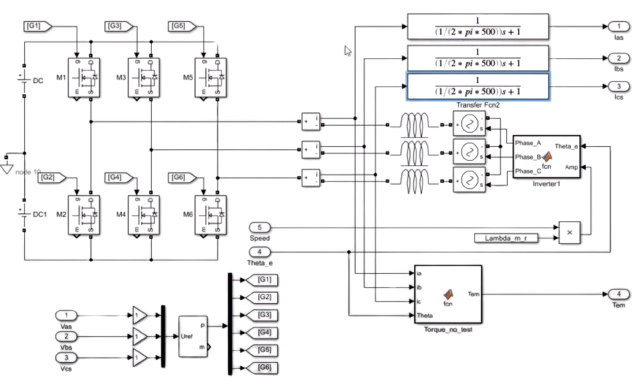 [G1] [G3] [G5]
1
(1/(2 * pi * 500))s + 1
1
Ias
1
(1/(2 * pi * 500))s + 1
2
Ibs
1
(1/(2 * pi * 500))s + 1
3
Ics
Transfer Fcn2
DC
M1 M3 M5
node 10
[G2] [G4] [G6]
DC1
M2 M4 M6
Phase_A
Phase_B
Phase_C
fcn
Theta_e
Amp
Inverter1
5
Speed
Lambda_m_r
×
4
Theta_e
ia
ib
ic
Theta
fcn
Tem
Torque_no_test
4
Tem
[G1]
[G2]
[G3]
[G4]
[G5]
[G6]
1
Vas
2
Vbs
3
Vcs
1
1
1
Uref
P
m